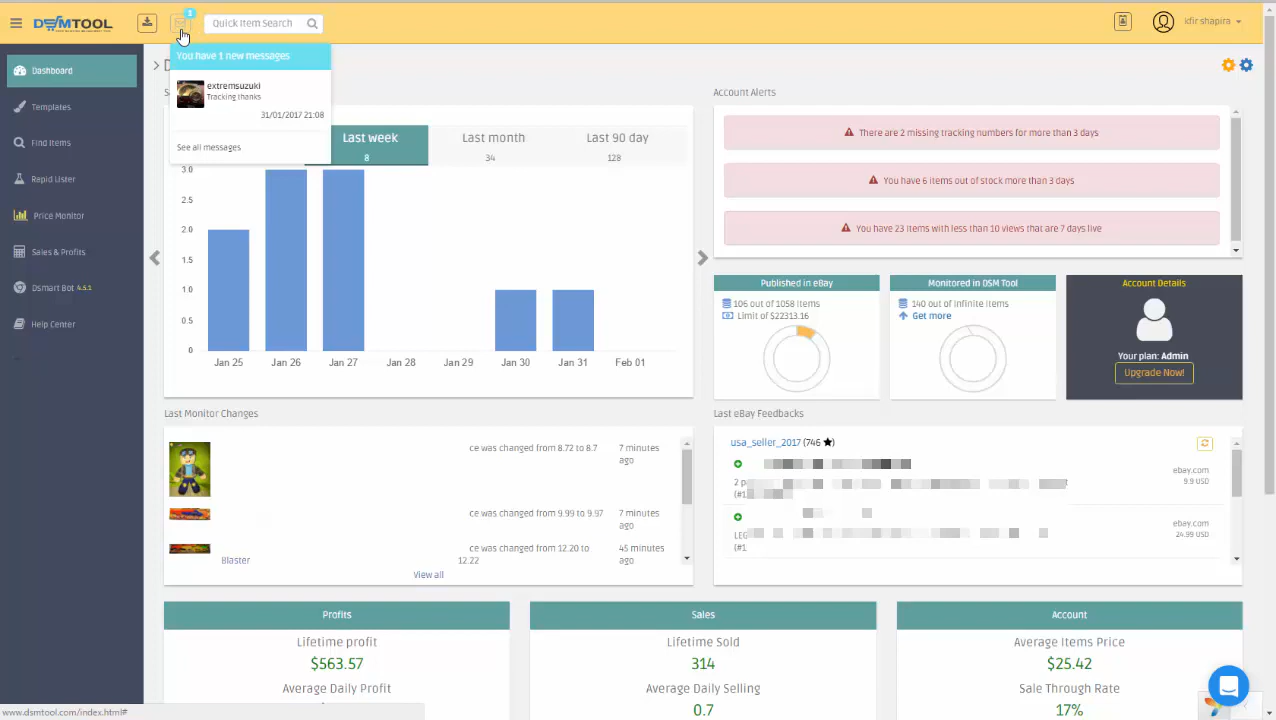 DSMTOOL
1
Quick Item Search
kfir shapira
You have 1 new messages
extremsuzuki
Tracking thanks
31/01/2017 21:08
See all messages
Dashboard
Templates
Find Items
Rapid Lister
Price Monitor
Sales & Profits
Dsmart Bot 4.5.1
Help Center
Last week
8
Last month
34
Last 90 day
128
3.0
2.5
2.0
1.5
1.0
0.5
0
Jan 25 Jan 26 Jan 27 Jan 28 Jan 29 Jan 30 Jan 31 Feb 01
Account Alerts
There are 2 missing tracking numbers for more than 3 days
You have 6 items out of stock more than 3 days
You have 23 items with less than 10 views that are 7 days live
Published in eBay
106 out of 1058 Items
Limit of $22313.16
Monitored in DSM Tool
140 out of Infinite Items
Get more
Account Details
Your plan: Admin
Upgrade Now!
Last Monitor Changes
ce was changed from 8.72 to 8.7
7 minutes
ago
ce was changed from 9.99 to 9.97
7 minutes
ago
Blaster
ce was changed from 12.20 to
12.22
45 minutes
ago
View all
Last eBay Feedbacks
usa_seller_2017 (746 ★)
2 p
(#1
ebay.com
9.9 USD
LEG
(#1
ebay.com
24.99 USD
Profits
Lifetime profit
$563.57
Average Daily Profit
Sales
Lifetime Sold
314
Average Daily Selling
0.7
Account
Average Items Price
$25.42
Sale Through Rate
17%
www.dsmtool.com/index.html#